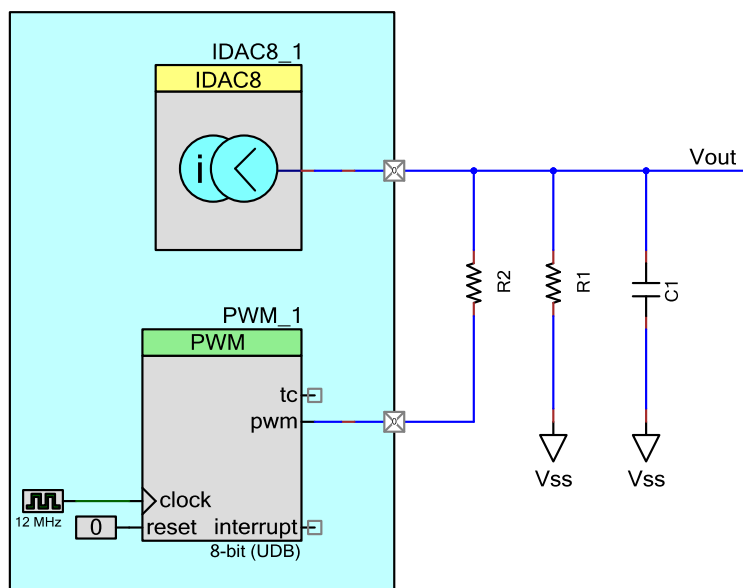 IDAC8_1
IDAC8
i
Vout
R2
R1
C1
PWM_1
PWM
tc
pwm
Vss
Vss
clock
12 MHz
0
reset
interrupt
8-bit (UDB)